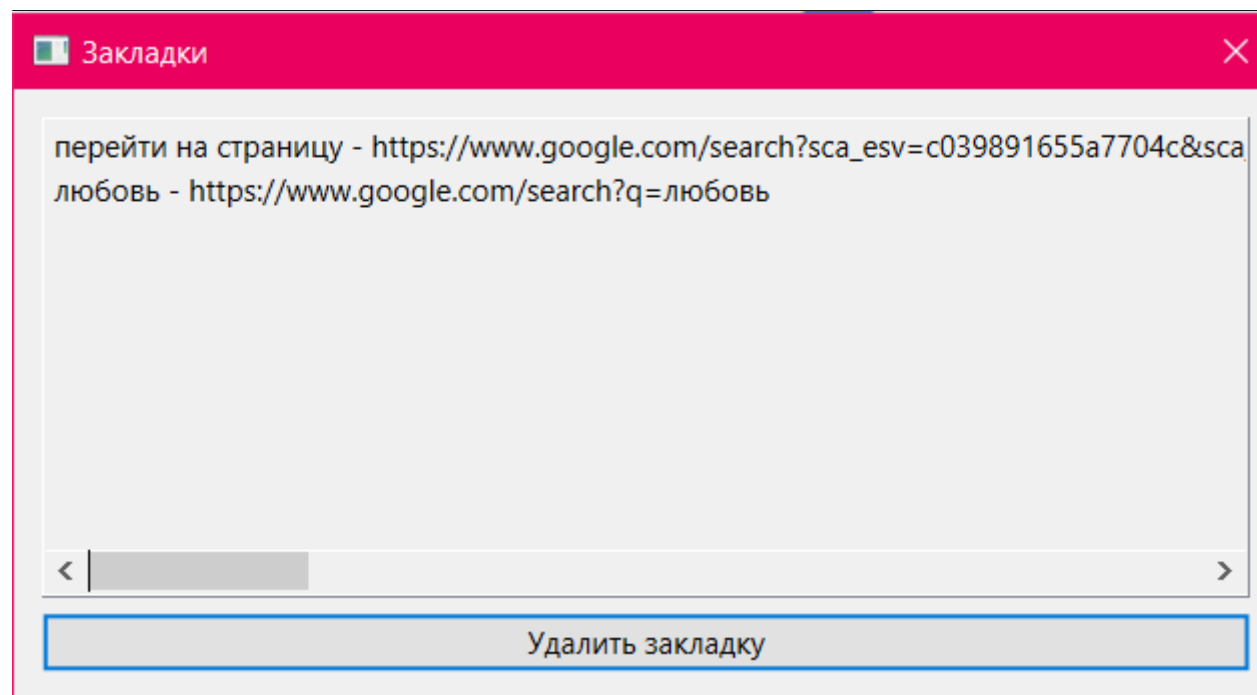 Закладки
перейти на страницу - https://www.google.com/search?sca_esv=c039891655a7704c&sca_
любовь - https://www.google.com/search?q=любовь
Удалить закладку